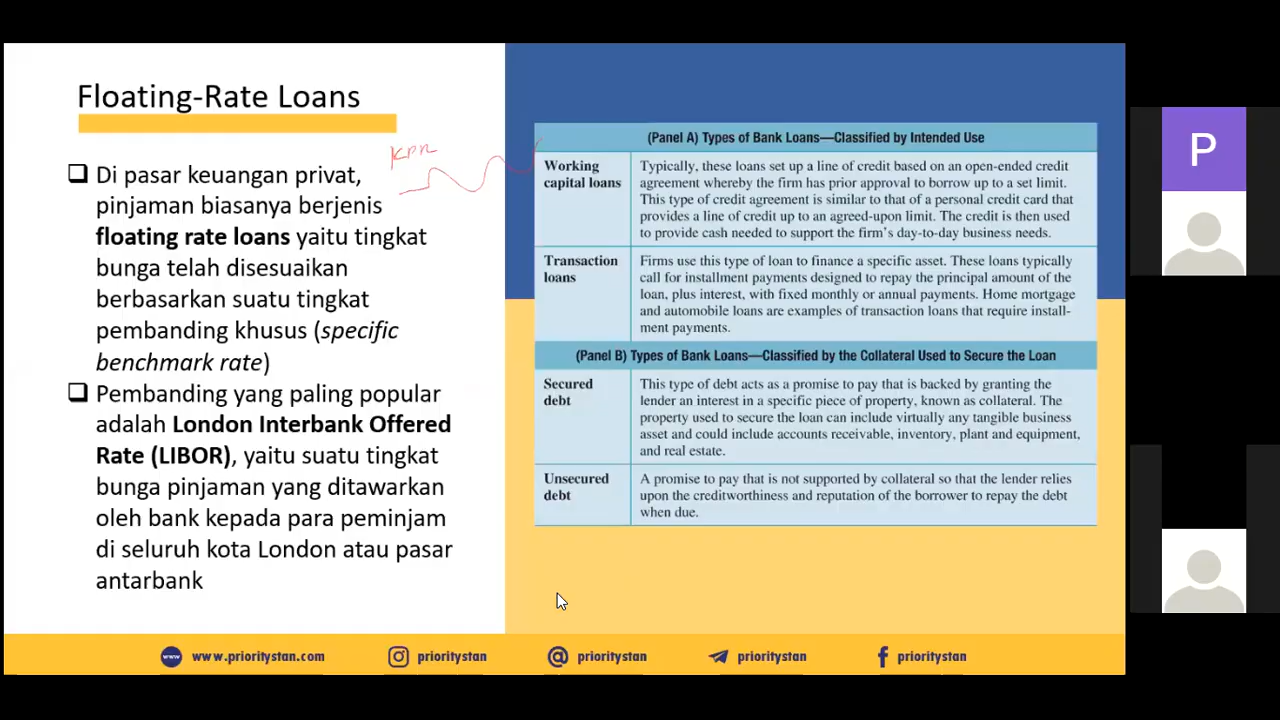 Floating-Rate Loans
KPR
Di pasar keuangan privat,
pinjaman biasanya berjenis
floating rate loans yaitu tingkat
bunga telah disesuaikan
berbasarkan suatu tingkat
pembanding khusus (specific
benchmark rate)
Pembanding yang paling popular
adalah London Interbank Offered
Rate (LIBOR), yaitu suatu tingkat
bunga pinjaman yang ditawarkan
oleh bank kepada para peminjam
di seluruh kota London atau pasar
antarbank
(Panel A) Types of Bank Loans—Classified by Intended Use
Working
capital loans
Typically, these loans set up a line of credit based on an open-ended credit
agreement whereby the firm has prior approval to borrow up to a set limit.
This type of credit agreement is similar to that of a personal credit card that
provides a line of credit up to an agreed-upon limit. The credit is then used
to provide cash needed to support the firm's day-to-day business needs.
Transaction
loans
Firms use this type of loan to finance a specific asset. These loans typically
call for installment payments designed to repay the principal amount of the
loan, plus interest, with fixed monthly or annual payments. Home mortgage
and automobile loans are examples of transaction loans that require install-
ment payments.
(Panel B) Types of Bank Loans—Classified by the Collateral Used to Secure the Loan
Secured
debt
This type of debt acts as a promise to pay that is backed by granting the
lender an interest in a specific piece of property, known as collateral. The
property used to secure the loan can include virtually any tangible business
asset and could include accounts receivable, inventory, plant and equipment,
and real estate.
Unsecured
debt
A promise to pay that is not supported by collateral so that the lender relies
upon the creditworthiness and reputation of the borrower to repay the debt
when due.
P
www www.prioritystan.com
prioritystan
@ prioritystan
prioritystan
f prioritystan